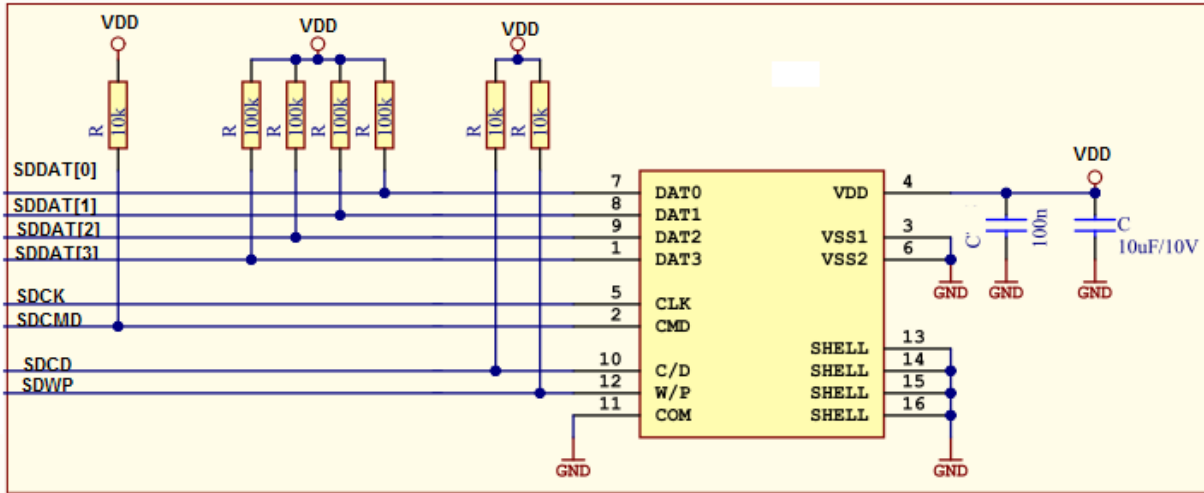 VDD
VDD
VDD
R 10k
R 100k
R 100k
R 100k
R 100k
R 10k
R 10k
SDDAT[0]
SDDAT[1]
SDDAT[2]
SDDAT[3]
SDCK
SDCMD
SDCD
SDWP
7 DAT0
8 DAT1
9 DAT2
1 DAT3
5 CLK
2 CMD
10 C/D
12 W/P
11 COM
GND
VDD 4
VSS1 3
VSS2 6
SHELL 13
SHELL 14
SHELL 15
SHELL 16
GND
VDD
C 100n
C
10uF/10V
GND
GND
GND